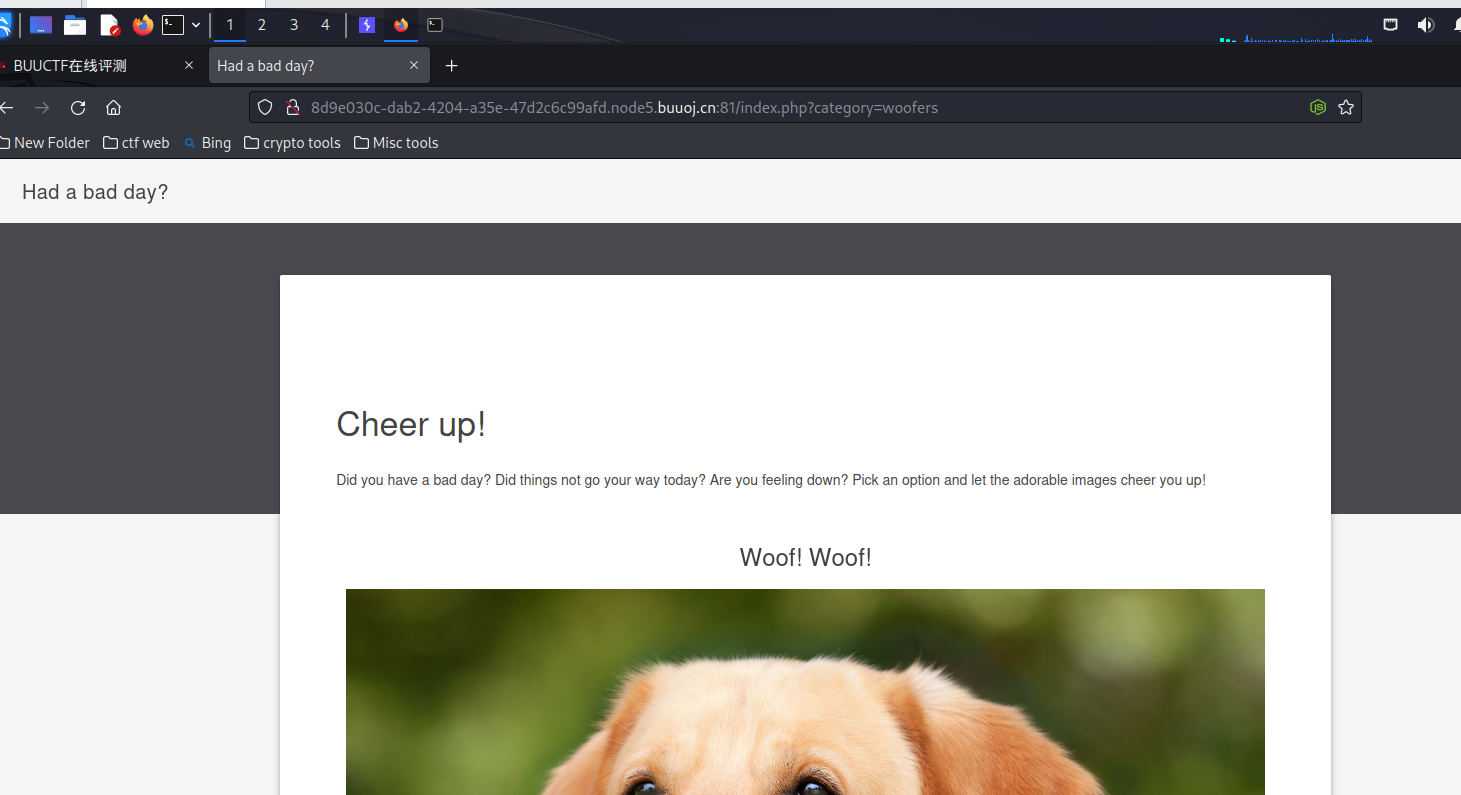 1 2 3 4
BUUCTF在线评测 Had a bad day?
8d9e030c-dab2-4204-a35e-47d2c6c99afd.node5.buuoj.cn:81/index.php?category=woofers
New Folder ctf web Bing crypto tools Misc tools
Had a bad day?
Cheer up!
Did you have a bad day? Did things not go your way today? Are you feeling down? Pick an option and let the adorable images cheer you up!
Woof! Woof!